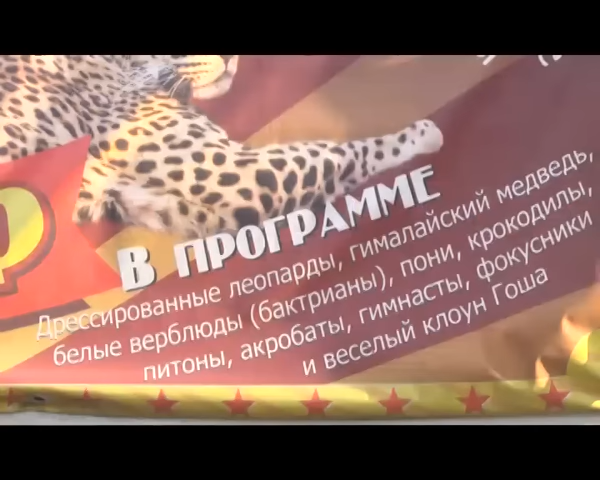 В ПРОГРАММЕ
Дрессированные леопарды, гималайский медведь,
белые верблюды (бактрианы), пони, крокодилы,
питоны, акробаты, гимнасты, фокусники
и веселый клоун Гоша